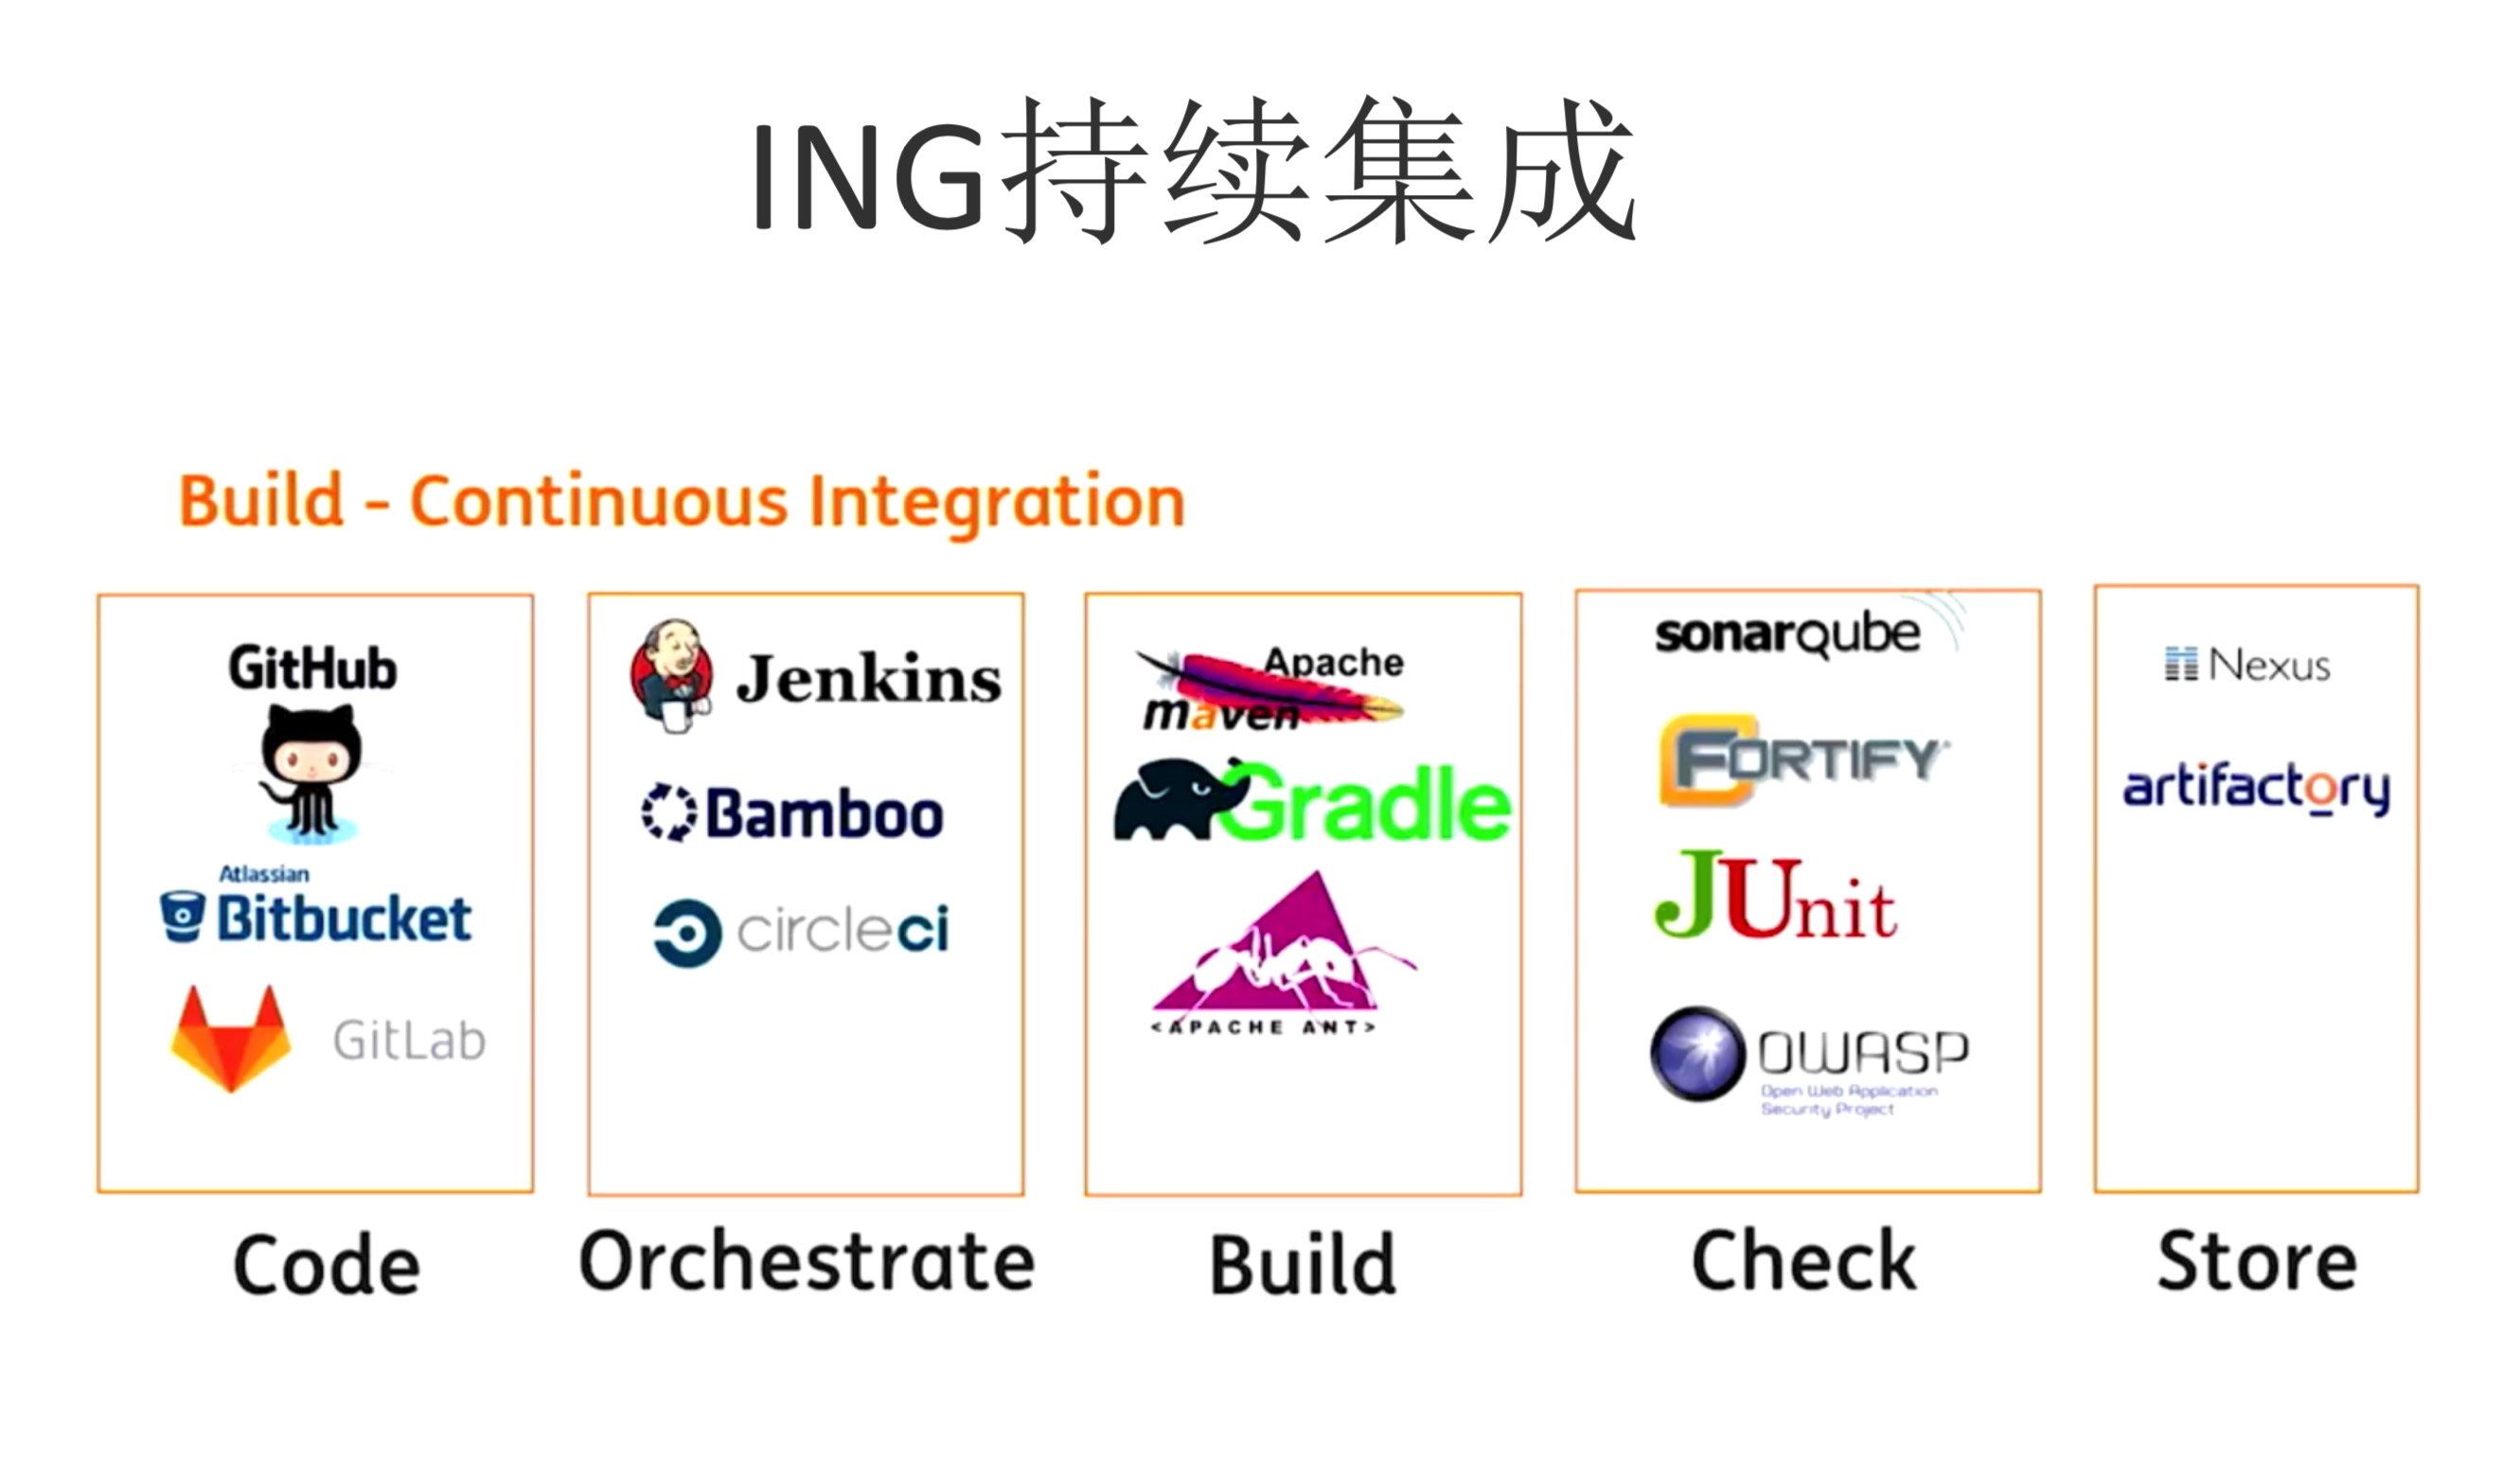 ING持续集成
Build - Continuous Integration
GitHub
Atlassian
Bitbucket
GitLab
Code
Jenkins
Bamboo
circleci
Orchestrate
Apache
maven
Gradle
<APACHE ANT>
Build
sonarqube
FORTIFY
JUnit
OWASP
Open Web Application
Security Project
Check
Nexus
artifactory
Store